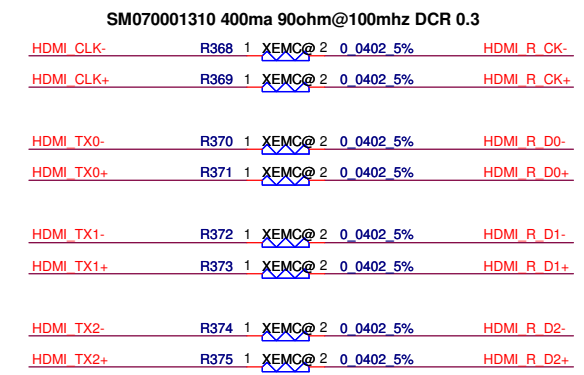 SM070001310 400ma 90ohm@100mhz DCR 0.3
HDMI_CLK- R368 1 XEMC@ 2 0_0402_5% HDMI_R_CK-
HDMI_CLK+ R369 1 XEMC@ 2 0_0402_5% HDMI_R_CK+
HDMI_TX0- R370 1 XEMC@ 2 0_0402_5% HDMI_R_D0-
HDMI_TX0+ R371 1 XEMC@ 2 0_0402_5% HDMI_R_D0+
HDMI_TX1- R372 1 XEMC@ 2 0_0402_5% HDMI_R_D1-
HDMI_TX1+ R373 1 XEMC@ 2 0_0402_5% HDMI_R_D1+
HDMI_TX2- R374 1 XEMC@ 2 0_0402_5% HDMI_R_D2-
HDMI_TX2+ R375 1 XEMC@ 2 0_0402_5% HDMI_R_D2+